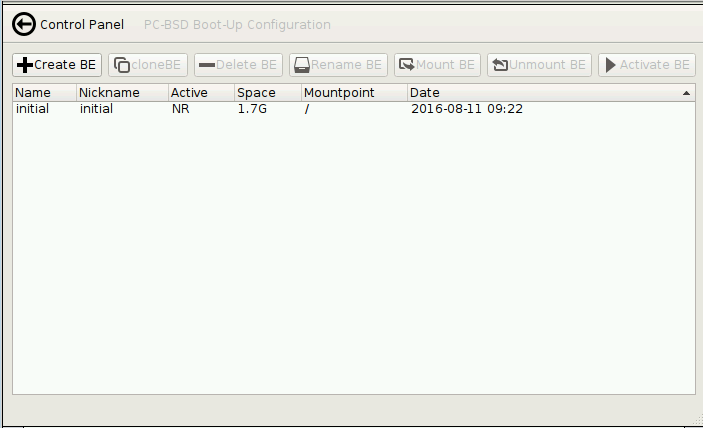 Control Panel PC-BSD Boot-Up Configuration
Create BE cloneBE Delete BE Rename BE Mount BE Unmount BE Activate BE
Name Nickname Active Space Mountpoint Date
initial initial NR 1.7G / 2016-08-11 09:22